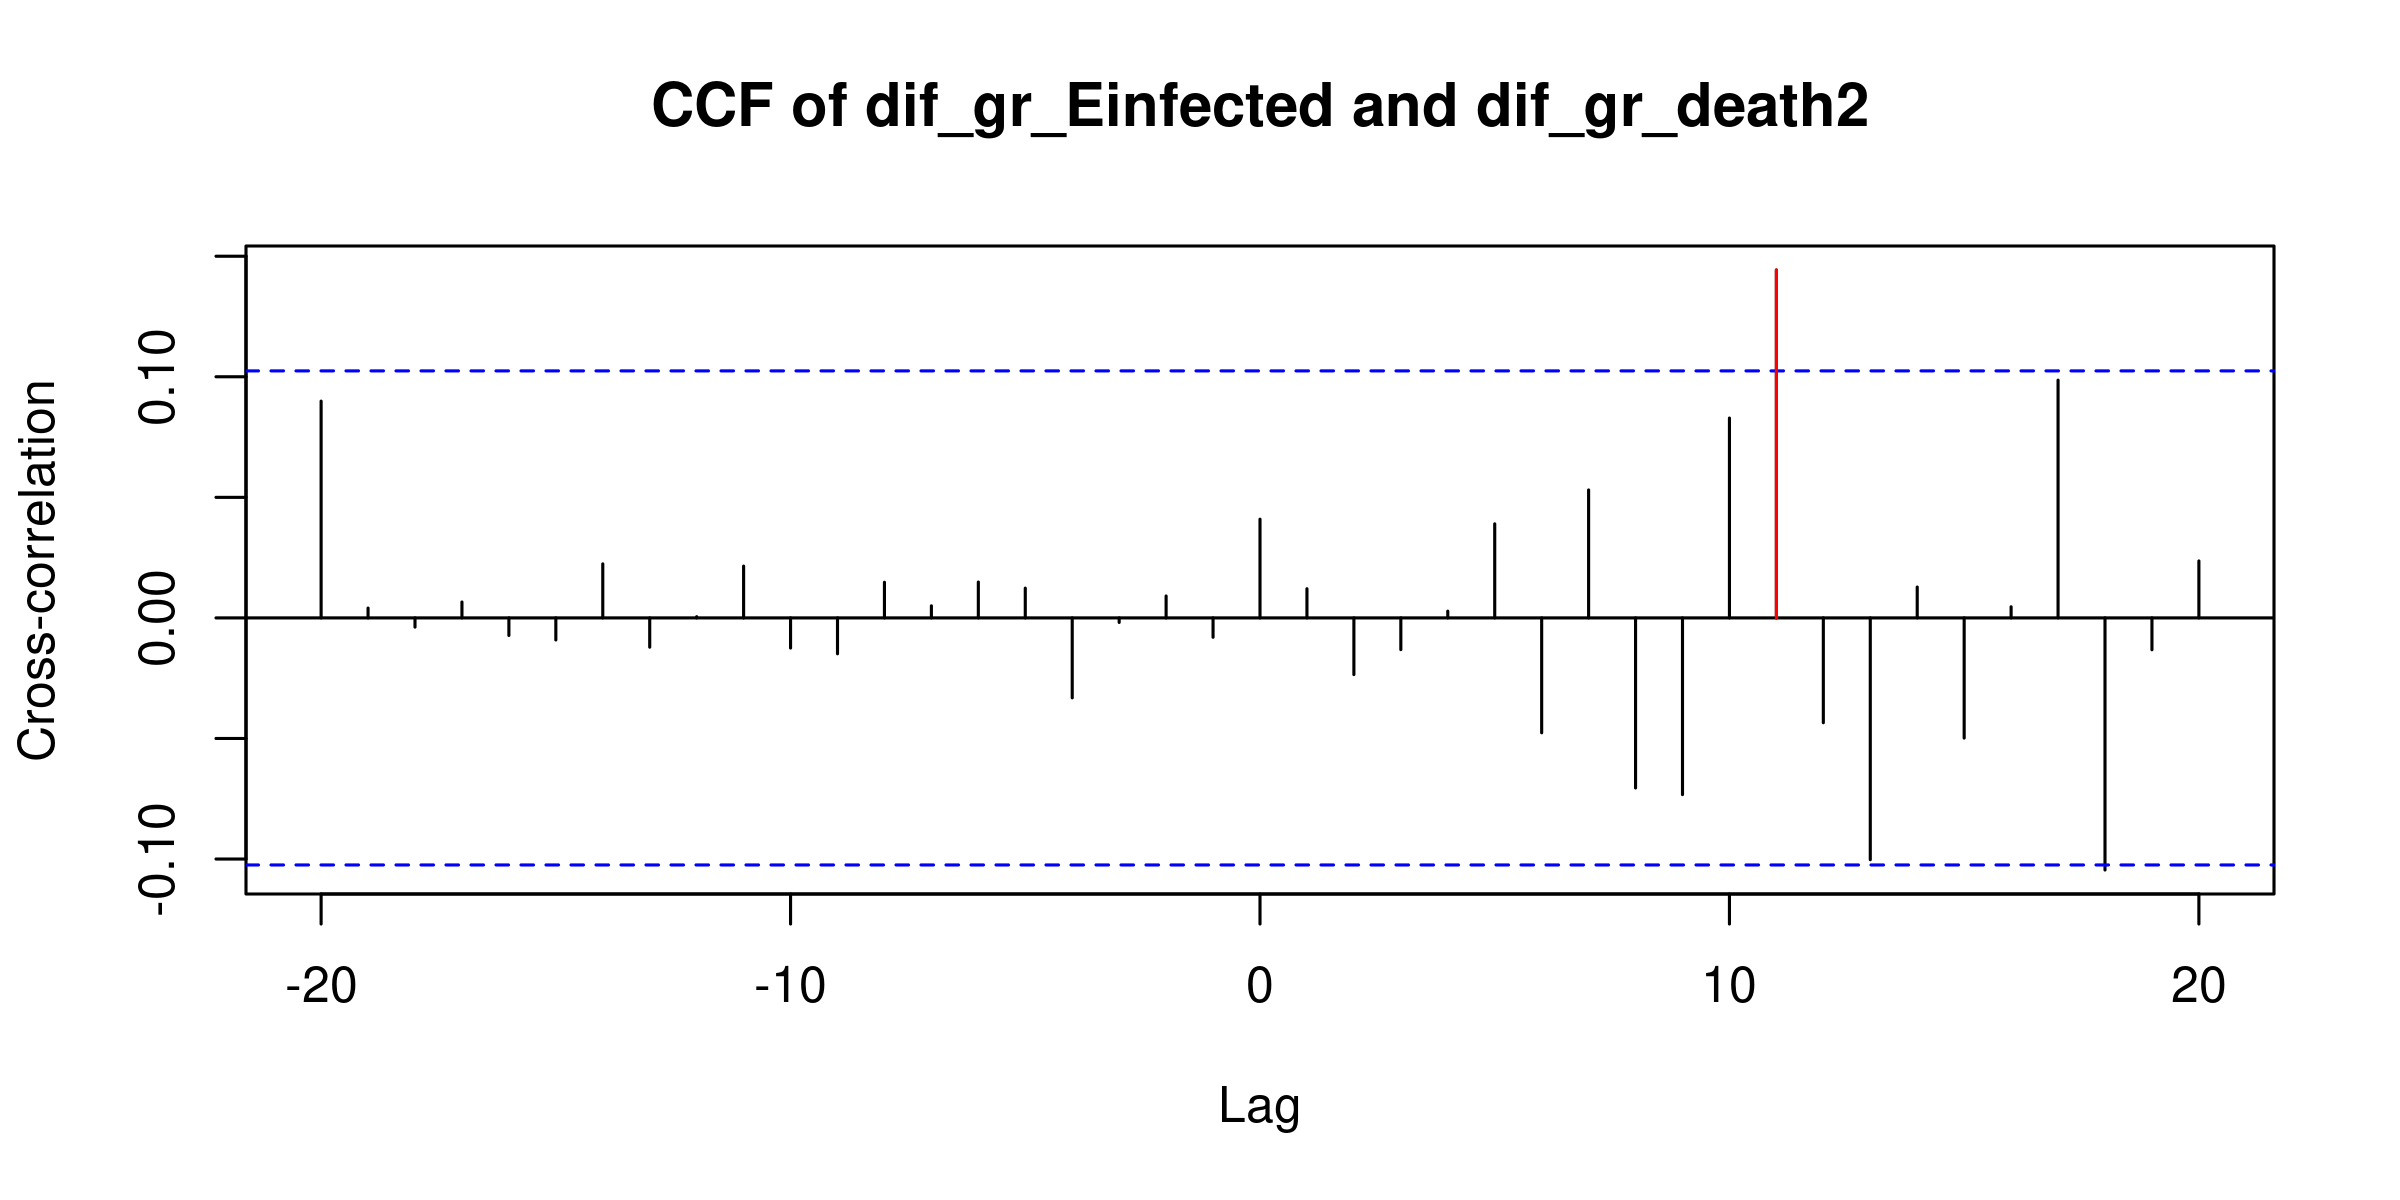 CCF of dif_gr_Einfected and dif_gr_death2
Cross-correlation
0.10
0.00
-0.10
-20 -10 0 10 20
Lag